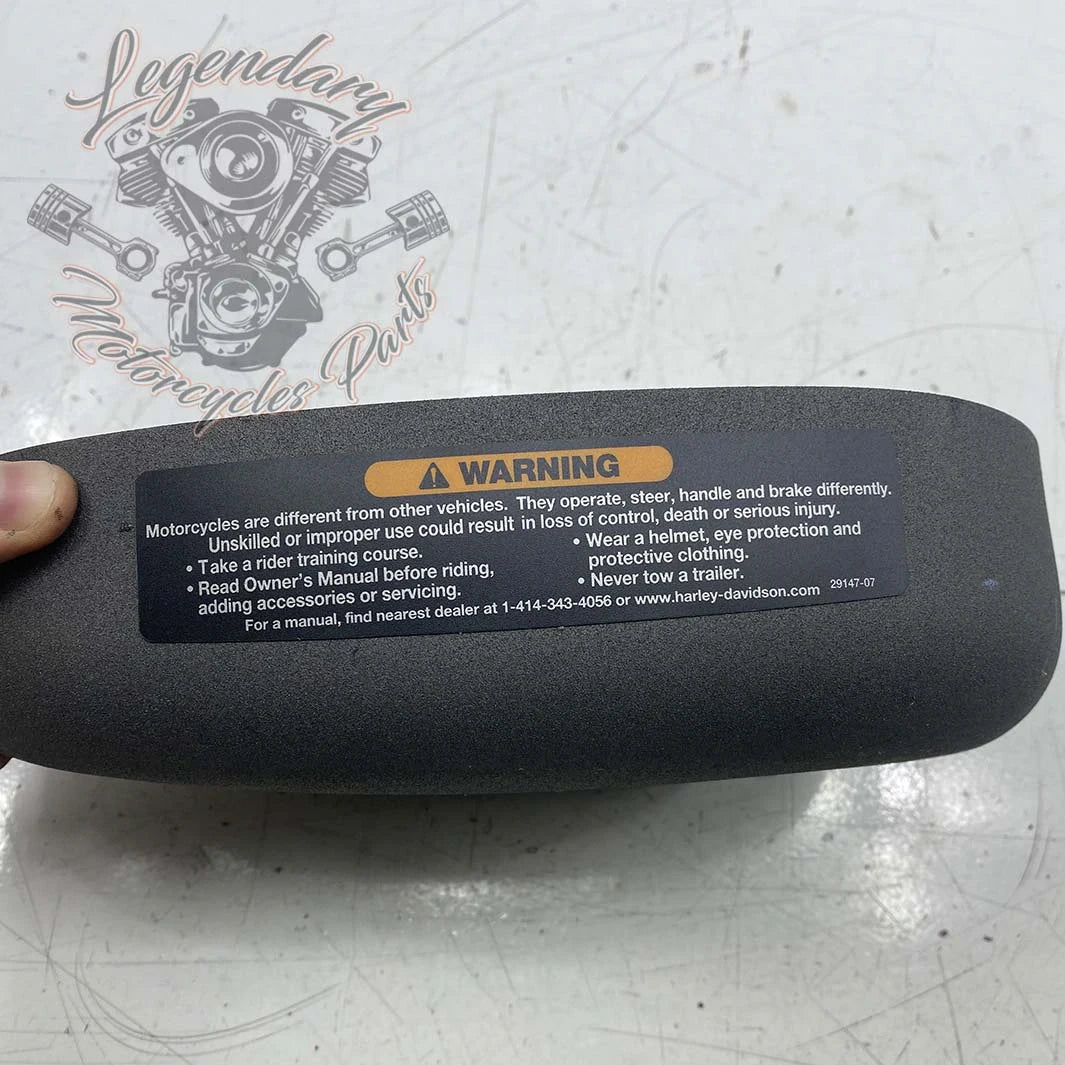 Legendary
Motorcycles Parts
WARNING
Motorcycles are different from other vehicles. They operate, steer, handle and brake differently.
Unskilled or improper use could result in loss of control, death or serious injury.
• Take a rider training course.
• Read Owner's Manual before riding,
adding accessories or servicing.
• Wear a helmet, eye protection and
protective clothing.
• Never tow a trailer.
For a manual, find nearest dealer at 1-414-343-4056 or www.harley-davidson.com
29147-07